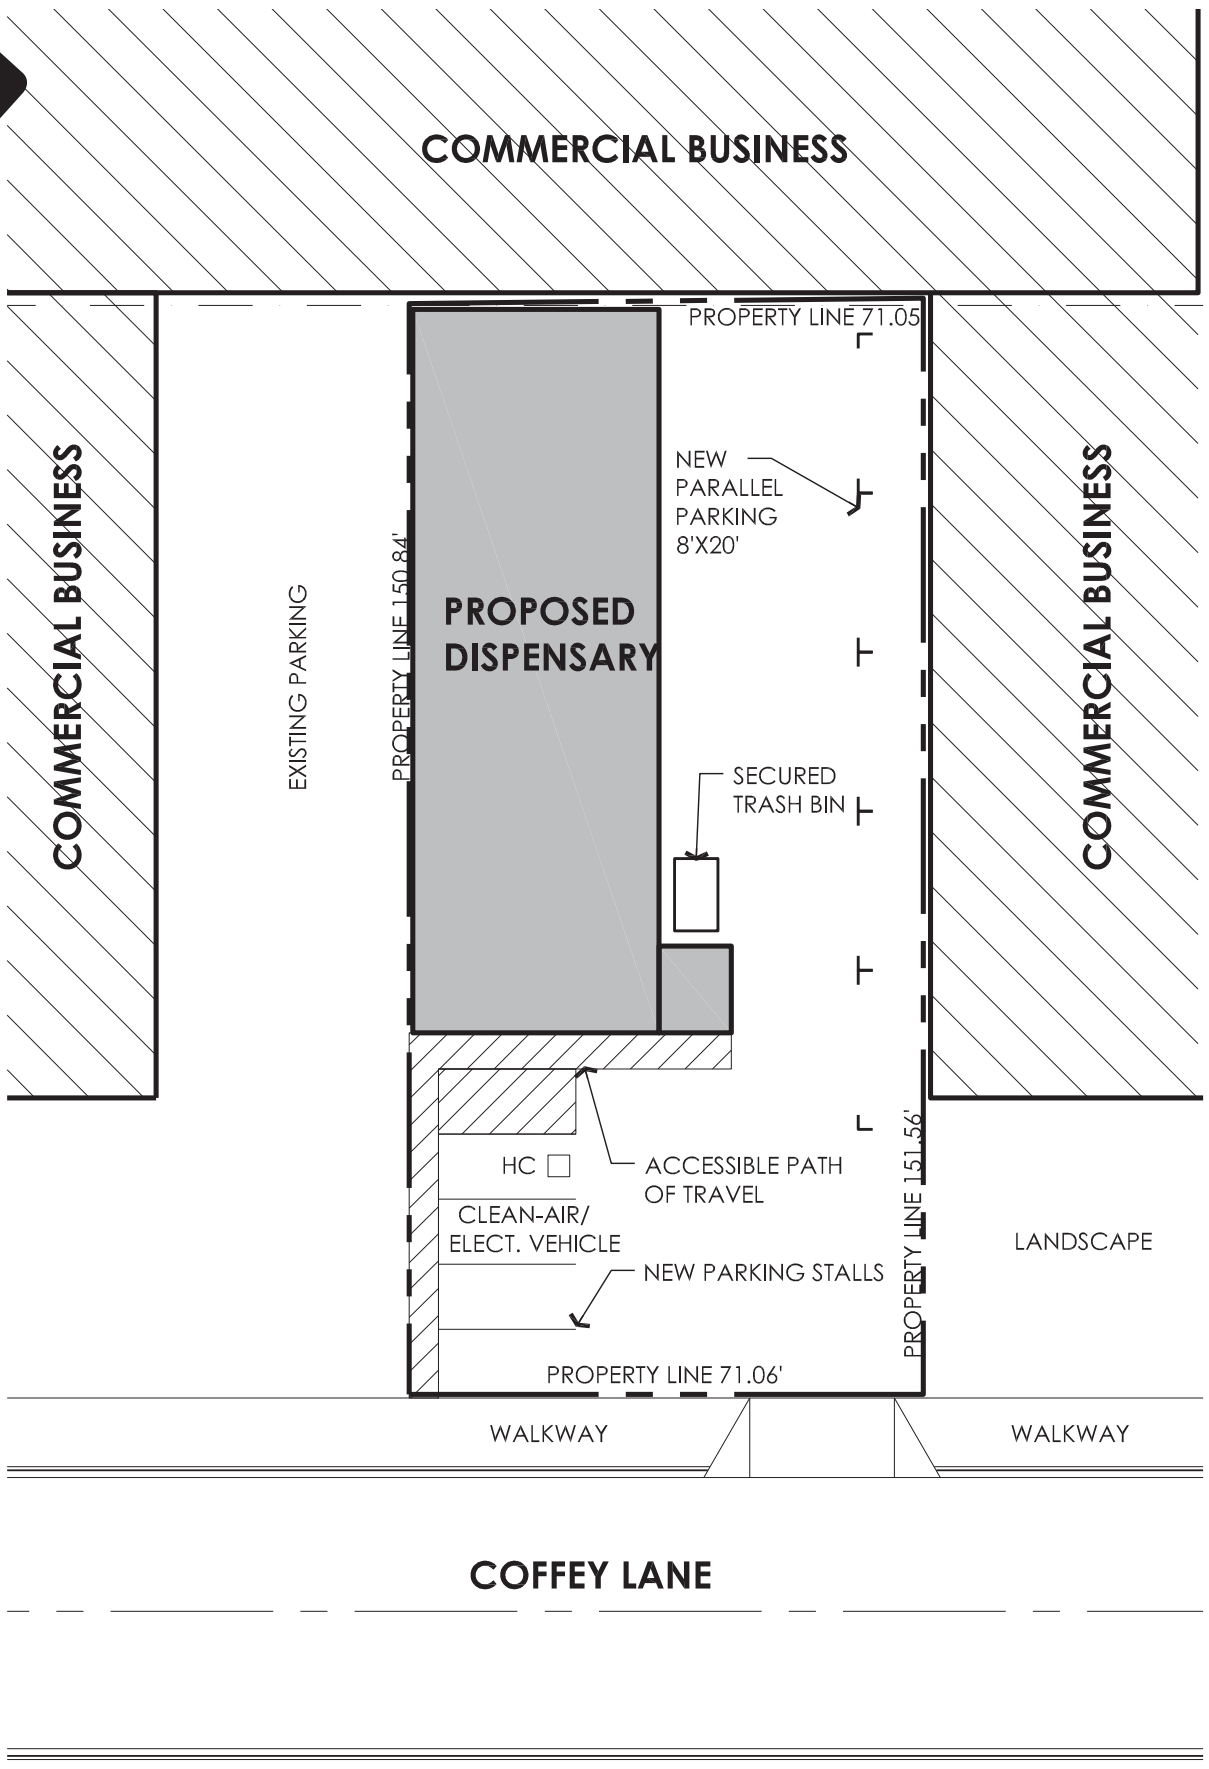 COMMERCIAL BUSINESS
PROPERTY LINE 71.05
COMMERCIAL BUSINESS
EXISTING PARKING
PROPERTY LINE 150.84'
NEW
PARALLEL
PARKING
8'X20'
COMMERCIAL BUSINESS
PROPOSED
DISPENSARY
SECURED
TRASH BIN
HC
ACCESSIBLE PATH
OF TRAVEL
CLEAN-AIR/
ELECT. VEHICLE
NEW PARKING STALLS
PROPERTY LINE 151.56'
LANDSCAPE
PROPERTY LINE 71.06'
WALKWAY
WALKWAY
COFFEY LANE